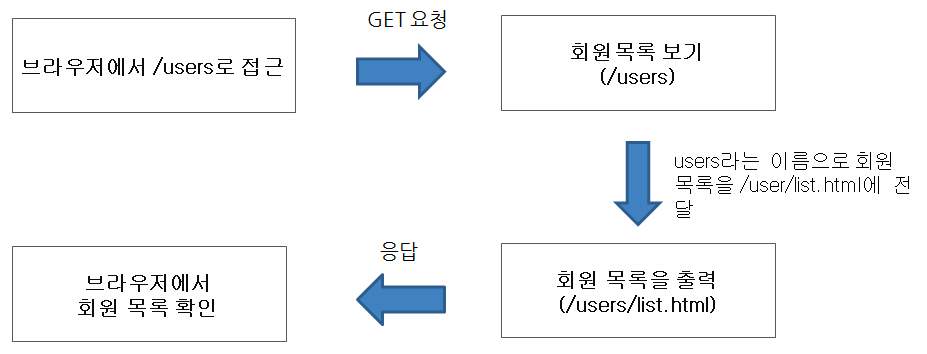 GET 요청
브라우저에서 /users로 접근
회원 목록 보기
(/users)
users라는 이름으로 회원
목록을 /user/list.html에 전
달
회원 목록을 출력
(/users/list.html)
응답
브라우저에서
회원 목록 확인